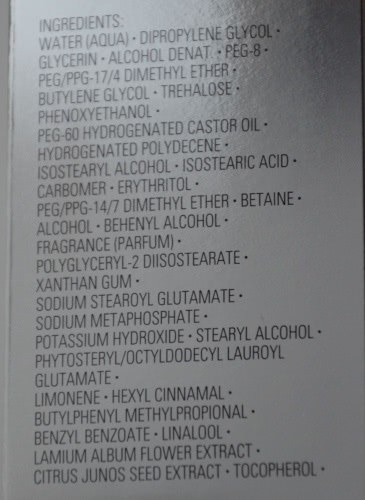 INGREDIENTS:
WATER (AQUA) • DIPROPYLENE GLYCOL •
GLYCERIN • ALCOHOL DENAT. • PEG-8 •
PEG/PPG-17/4 DIMETHYL ETHER •
BUTYLENE GLYCOL • TREHALOSE •
PHENOXYETHANOL •
PEG-60 HYDROGENATED CASTOR OIL •
HYDROGENATED POLYDECENE •
ISOSTEARYL ALCOHOL • ISOSTEARIC ACID •
CARBOMER • ERYTHRITOL •
PEG/PPG-14/7 DIMETHYL ETHER • BETAINE •
ALCOHOL • BEHENYL ALCOHOL •
FRAGRANCE (PARFUM) •
POLYGLYCERYL-2 DIISOSTEARATE •
XANTHAN GUM •
SODIUM STEAROYL GLUTAMATE •
SODIUM METAPHOSPHATE •
POTASSIUM HYDROXIDE • STEARYL ALCOHOL •
PHYTOSTERYL/OCTYLDODECYL LAUROYL
GLUTAMATE •
LIMONENE • HEXYL CINNAMAL •
BUTYLPHENYL METHYLPROPIONAL •
BENZYL BENZOATE • LINALOOL •
LAMIUM ALBUM FLOWER EXTRACT •
CITRUS JUNOS SEED EXTRACT • TOCOPHEROL •